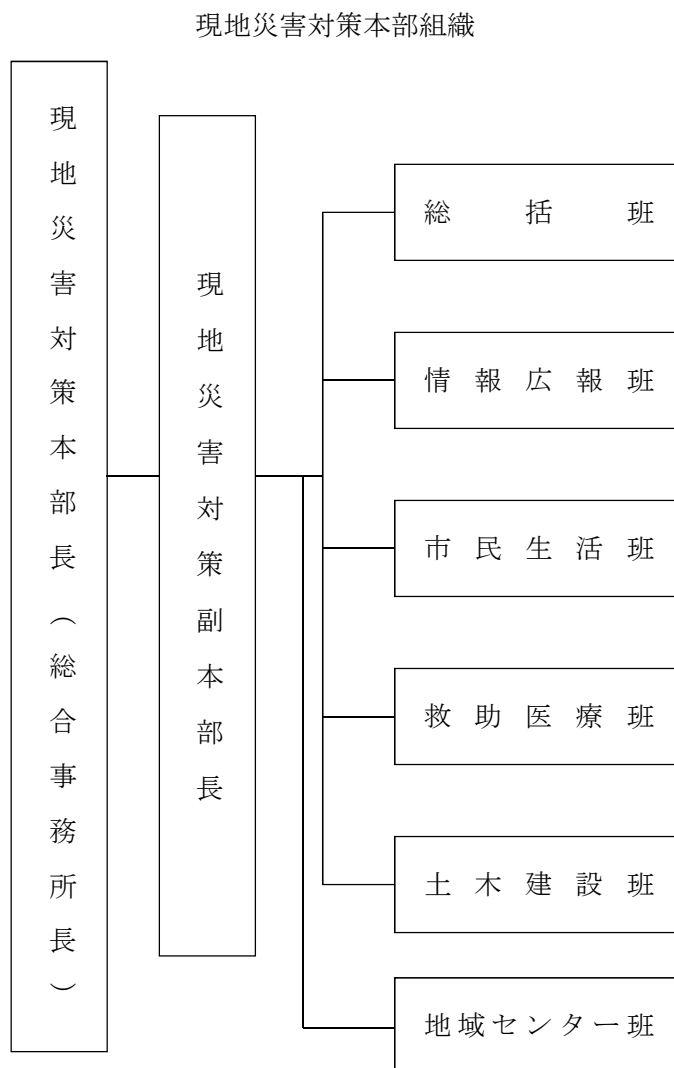 現地災害対策本部組織
現地災害対策本部長（総合事務所長）
現地災害対策副本部長
総括班
情報広報班
市民生活班
救助医療班
土木建設班
地域センター班